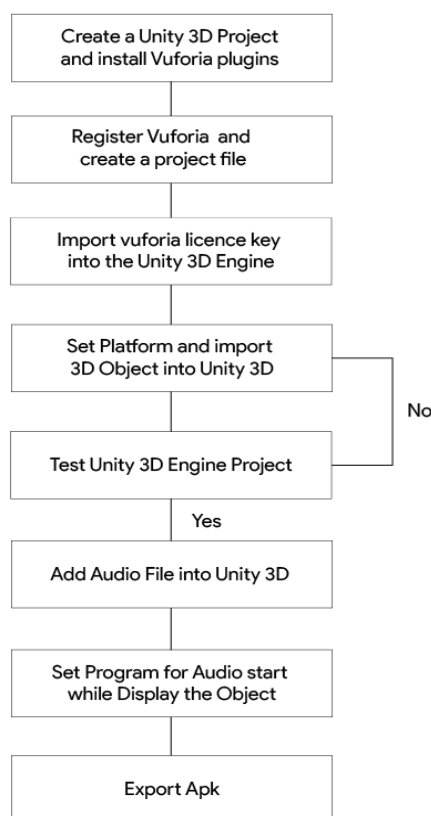 Create a Unity 3D Project
and install Vuforia plugins
Register Vuforia and
create a project file
Import vuforia licence key
into the Unity 3D Engine
Set Platform and import
3D Object into Unity 3D
No
Test Unity 3D Engine Project
Yes
Add Audio File into Unity 3D
Set Program for Audio start
while Display the Object
Export Apk